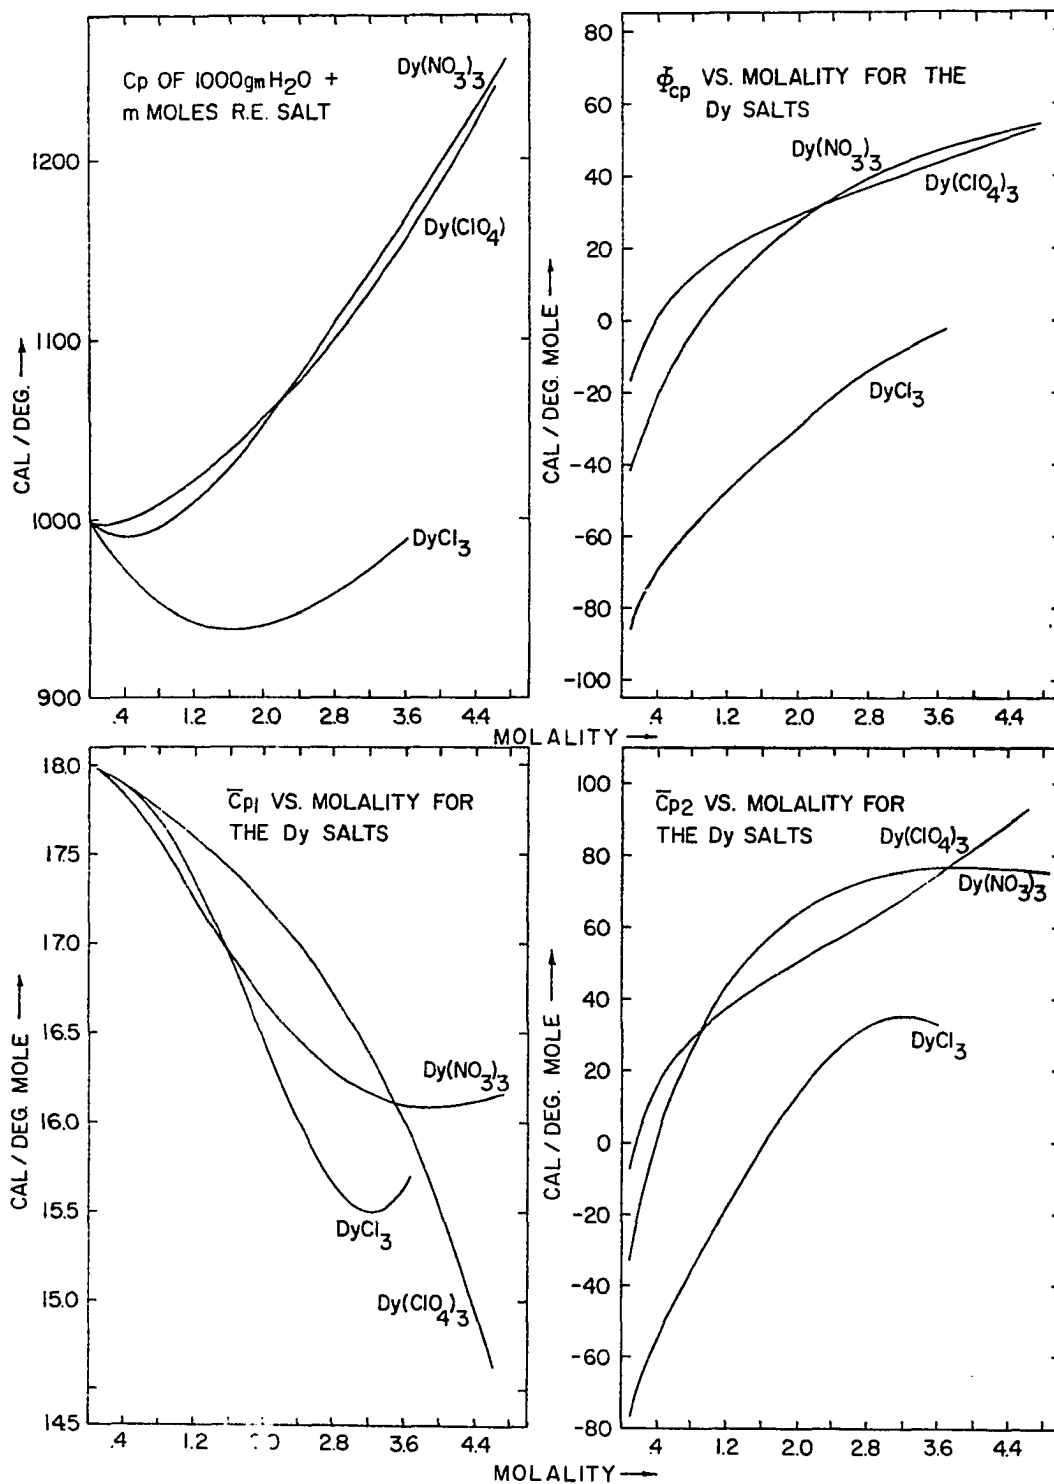 Cp OF 1000gm H2O +
m MOLES R.E. SALT
Dy(NO3)3
Dy(ClO4)
DyCl3
1200
1100
1000
900
CAL / DEG. →
.4 1.2 2.0 2.8 3.6 4.4
Φcp VS. MOLALITY FOR THE
Dy SALTS
Dy(NO3)3
Dy(ClO4)3
DyCl3
80
60
40
20
0
-20
-40
-60
-80
-100
CAL / DEG MOLE →
.4 1.2 2.0 2.8 3.6 4.4
MOLALITY →
C̅p1 VS. MOLALITY FOR
THE Dy SALTS
Dy(NO3)3
DyCl3
Dy(ClO4)3
18.0
17.5
17.0
16.5
16.0
15.5
15.0
14.5
CAL / DEG. MOLE →
.4 1.2 2.8 3.6 4.4
C̅p2 VS. MOLALITY FOR
THE Dy SALTS
Dy(ClO4)3
Dy(NO3)3
DyCl3
100
80
60
40
20
0
-20
-40
-60
-80
CAL / DEG. MOLE →
.4 1.2 2.0 2.8 3.6 4.4
MOLALITY →